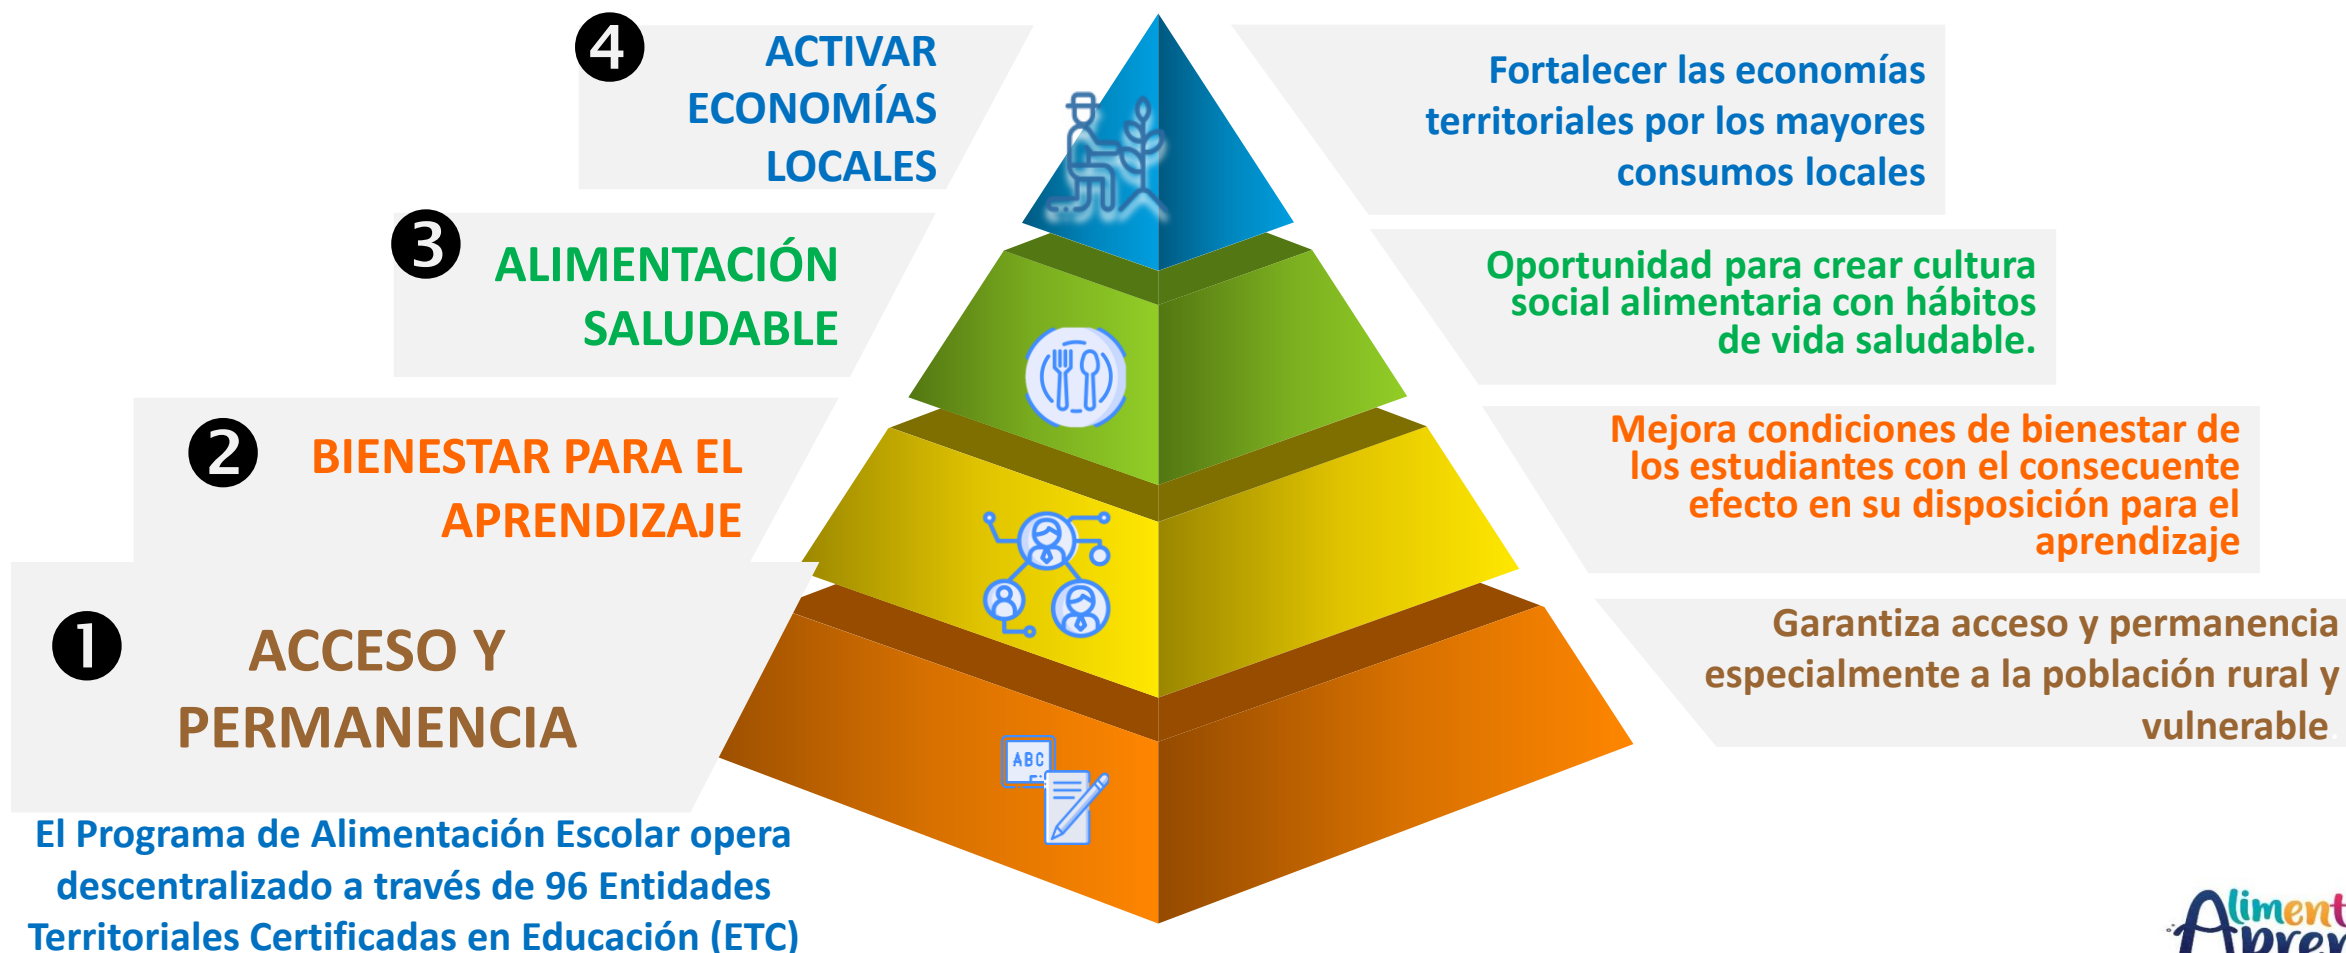 4
ACTIVAR
ECONOMÍAS
LOCALES
Fortalecer las economías
territoriales por los mayores
consumos locales
3
ALIMENTACIÓN
SALUDABLE
Oportunidad para crear cultura
social alimentaria con hábitos
de vida saludable.
2
BIENESTAR PARA EL
APRENDIZAJE
Mejora condiciones de bienestar de
los estudiantes con el consecuente
efecto en su disposición para el
aprendizaje
1
ACCESO Y
PERMANENCIA
Garantiza acceso y permanencia
especialmente a la población rural y
vulnerable.
ABC
El Programa de Alimentación Escolar opera
descentralizado a través de 96 Entidades
Territoriales Certificadas en Educación (ETC)